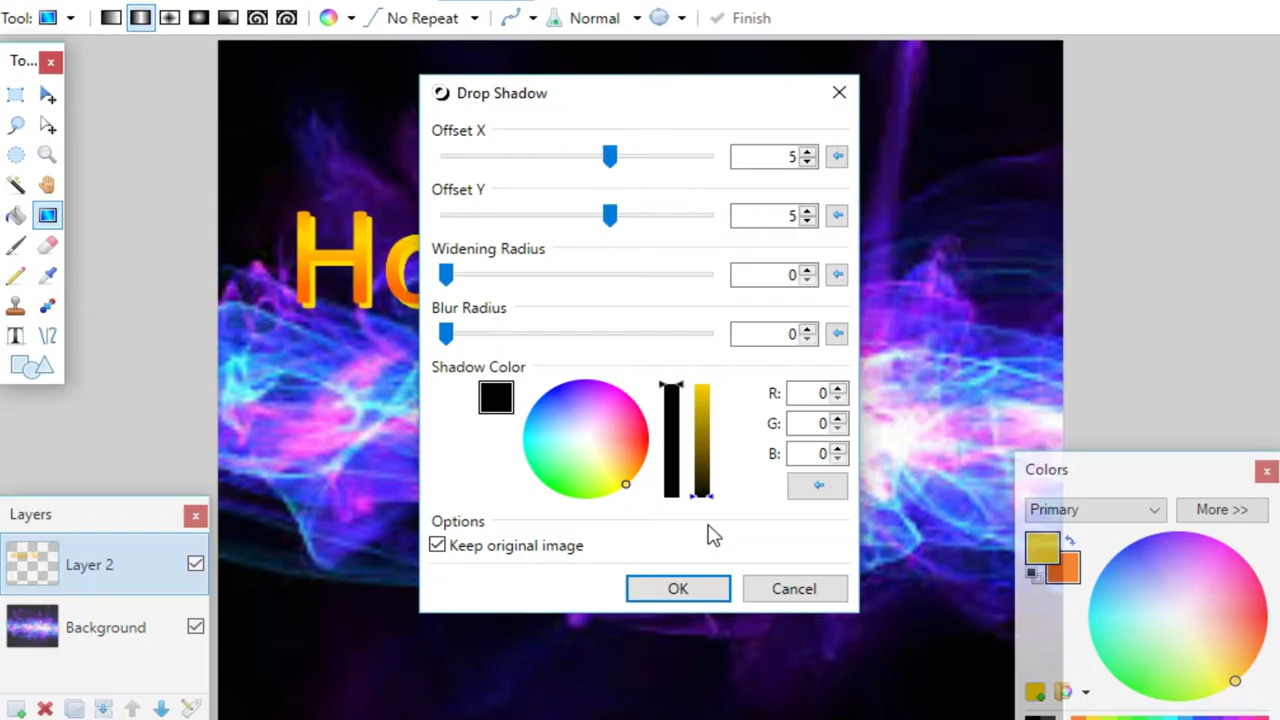 Tool:
No Repeat
Normal
Finish
To...
Drop Shadow
Offset X
5
Offset Y
5
Widening Radius
0
Blur Radius
0
Shadow Color
R: 0
G: 0
B: 0
Options
Keep original image
OK Cancel
Ho
T
Layers
Layer 2
Background
Colors
Primary More >>